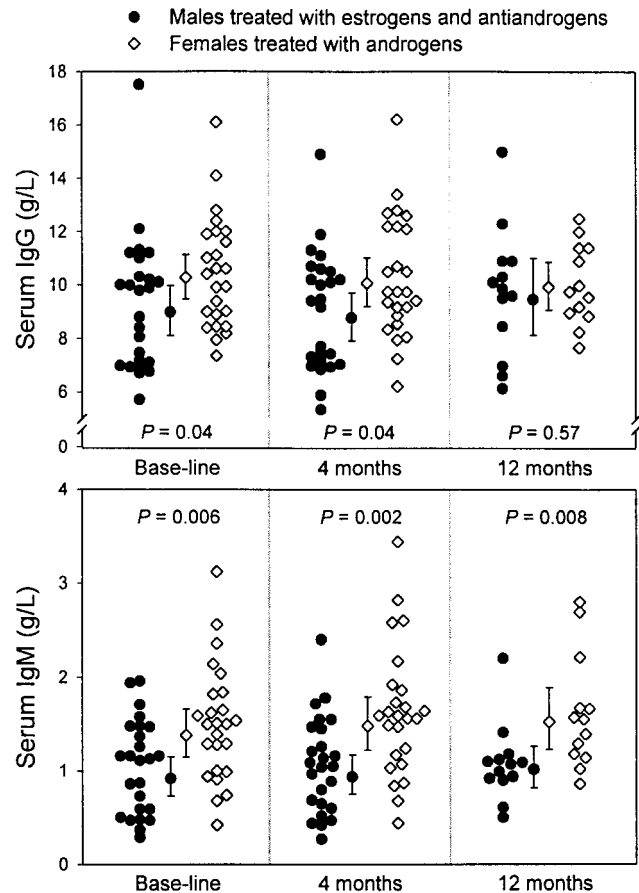 Males treated with estrogens and antiandrogens
Females treated with androgens
Serum IgG (g/L)
18
16
14
12
10
8
6
0
P = 0.04
P = 0.04
P = 0.57
Base-line
4 months
12 months
Serum IgM (g/L)
4
3
2
1
0
P = 0.006
P = 0.002
P = 0.008
Base-line
4 months
12 months